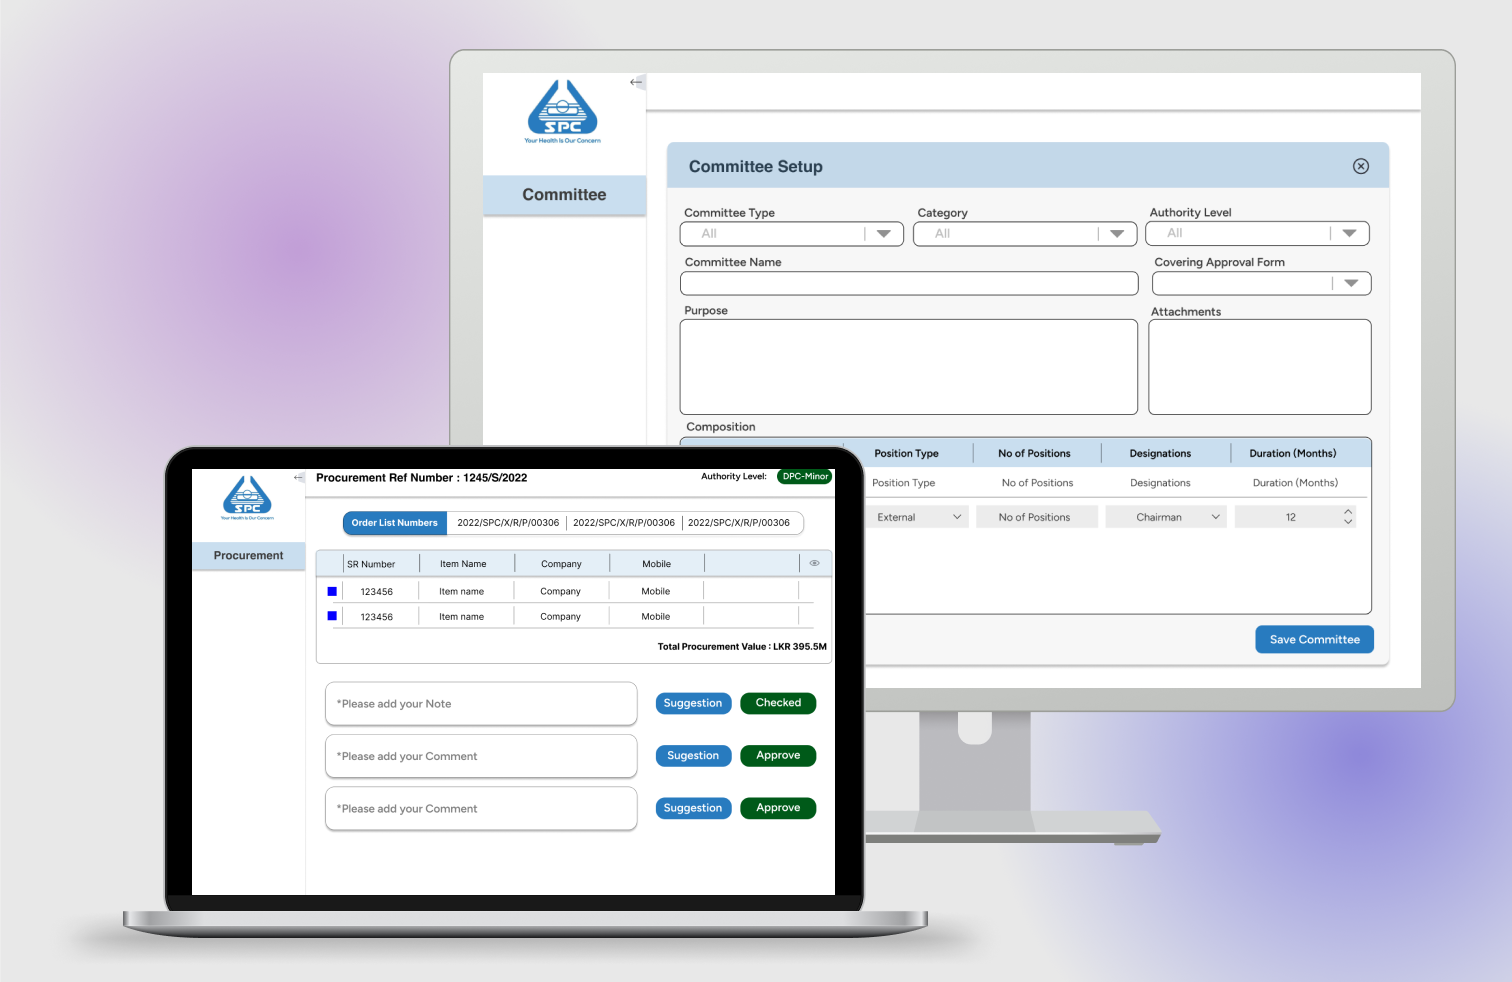 SPC
Your Health Is Our Concern
Committee
Committee Setup
Committee Type
Category
Authority Level
All
All
All
Committee Name
Covering Approval Form
Purpose
Attachments
Composition
Position Type
No of Positions
Designations
Duration (Months)
Position Type
No of Positions
Designations
Duration (Months)
External
No of Positions
Chairman
12
Save Committee
SPC
Your Health Is Our Concern
Procurement
Procurement Ref Number : 1245/S/2022
Authority Level:
DPC-Minor
Order List Numbers
2022/SPC/X/R/P/00306
2022/SPC/X/R/P/00306
2022/SPC/X/R/P/00306
SR Number
Item Name
Company
Mobile
123456
Item name
Company
Mobile
123456
Item name
Company
Mobile
Total Procurement Value : LKR 395.5M
*Please add your Note
Suggestion
Checked
*Please add your Comment
Sugestion
Approve
*Please add your Comment
Suggestion
Approve